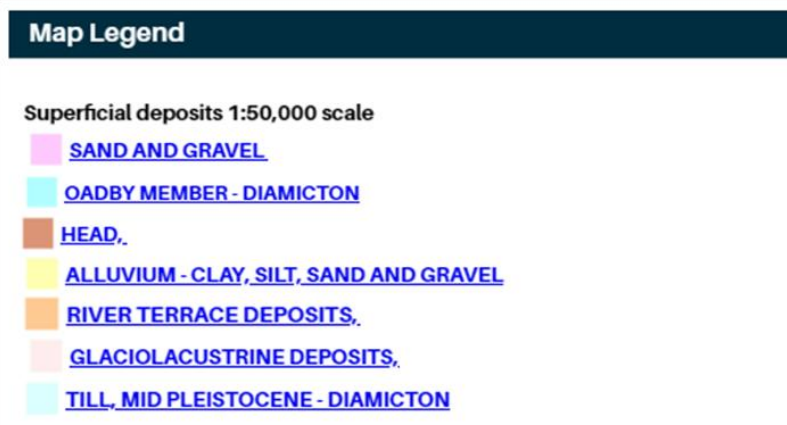 Map Legend
Superficial deposits 1:50,000 scale
SAND AND GRAVEL
OADBY MEMBER - DIAMICTON
HEAD,
ALLUVIUM - CLAY, SILT, SAND AND GRAVEL
RIVER TERRACE DEPOSITS,
GLACIOLACUSTRINE DEPOSITS,
TILL, MID PLEISTOCENE - DIAMICTON